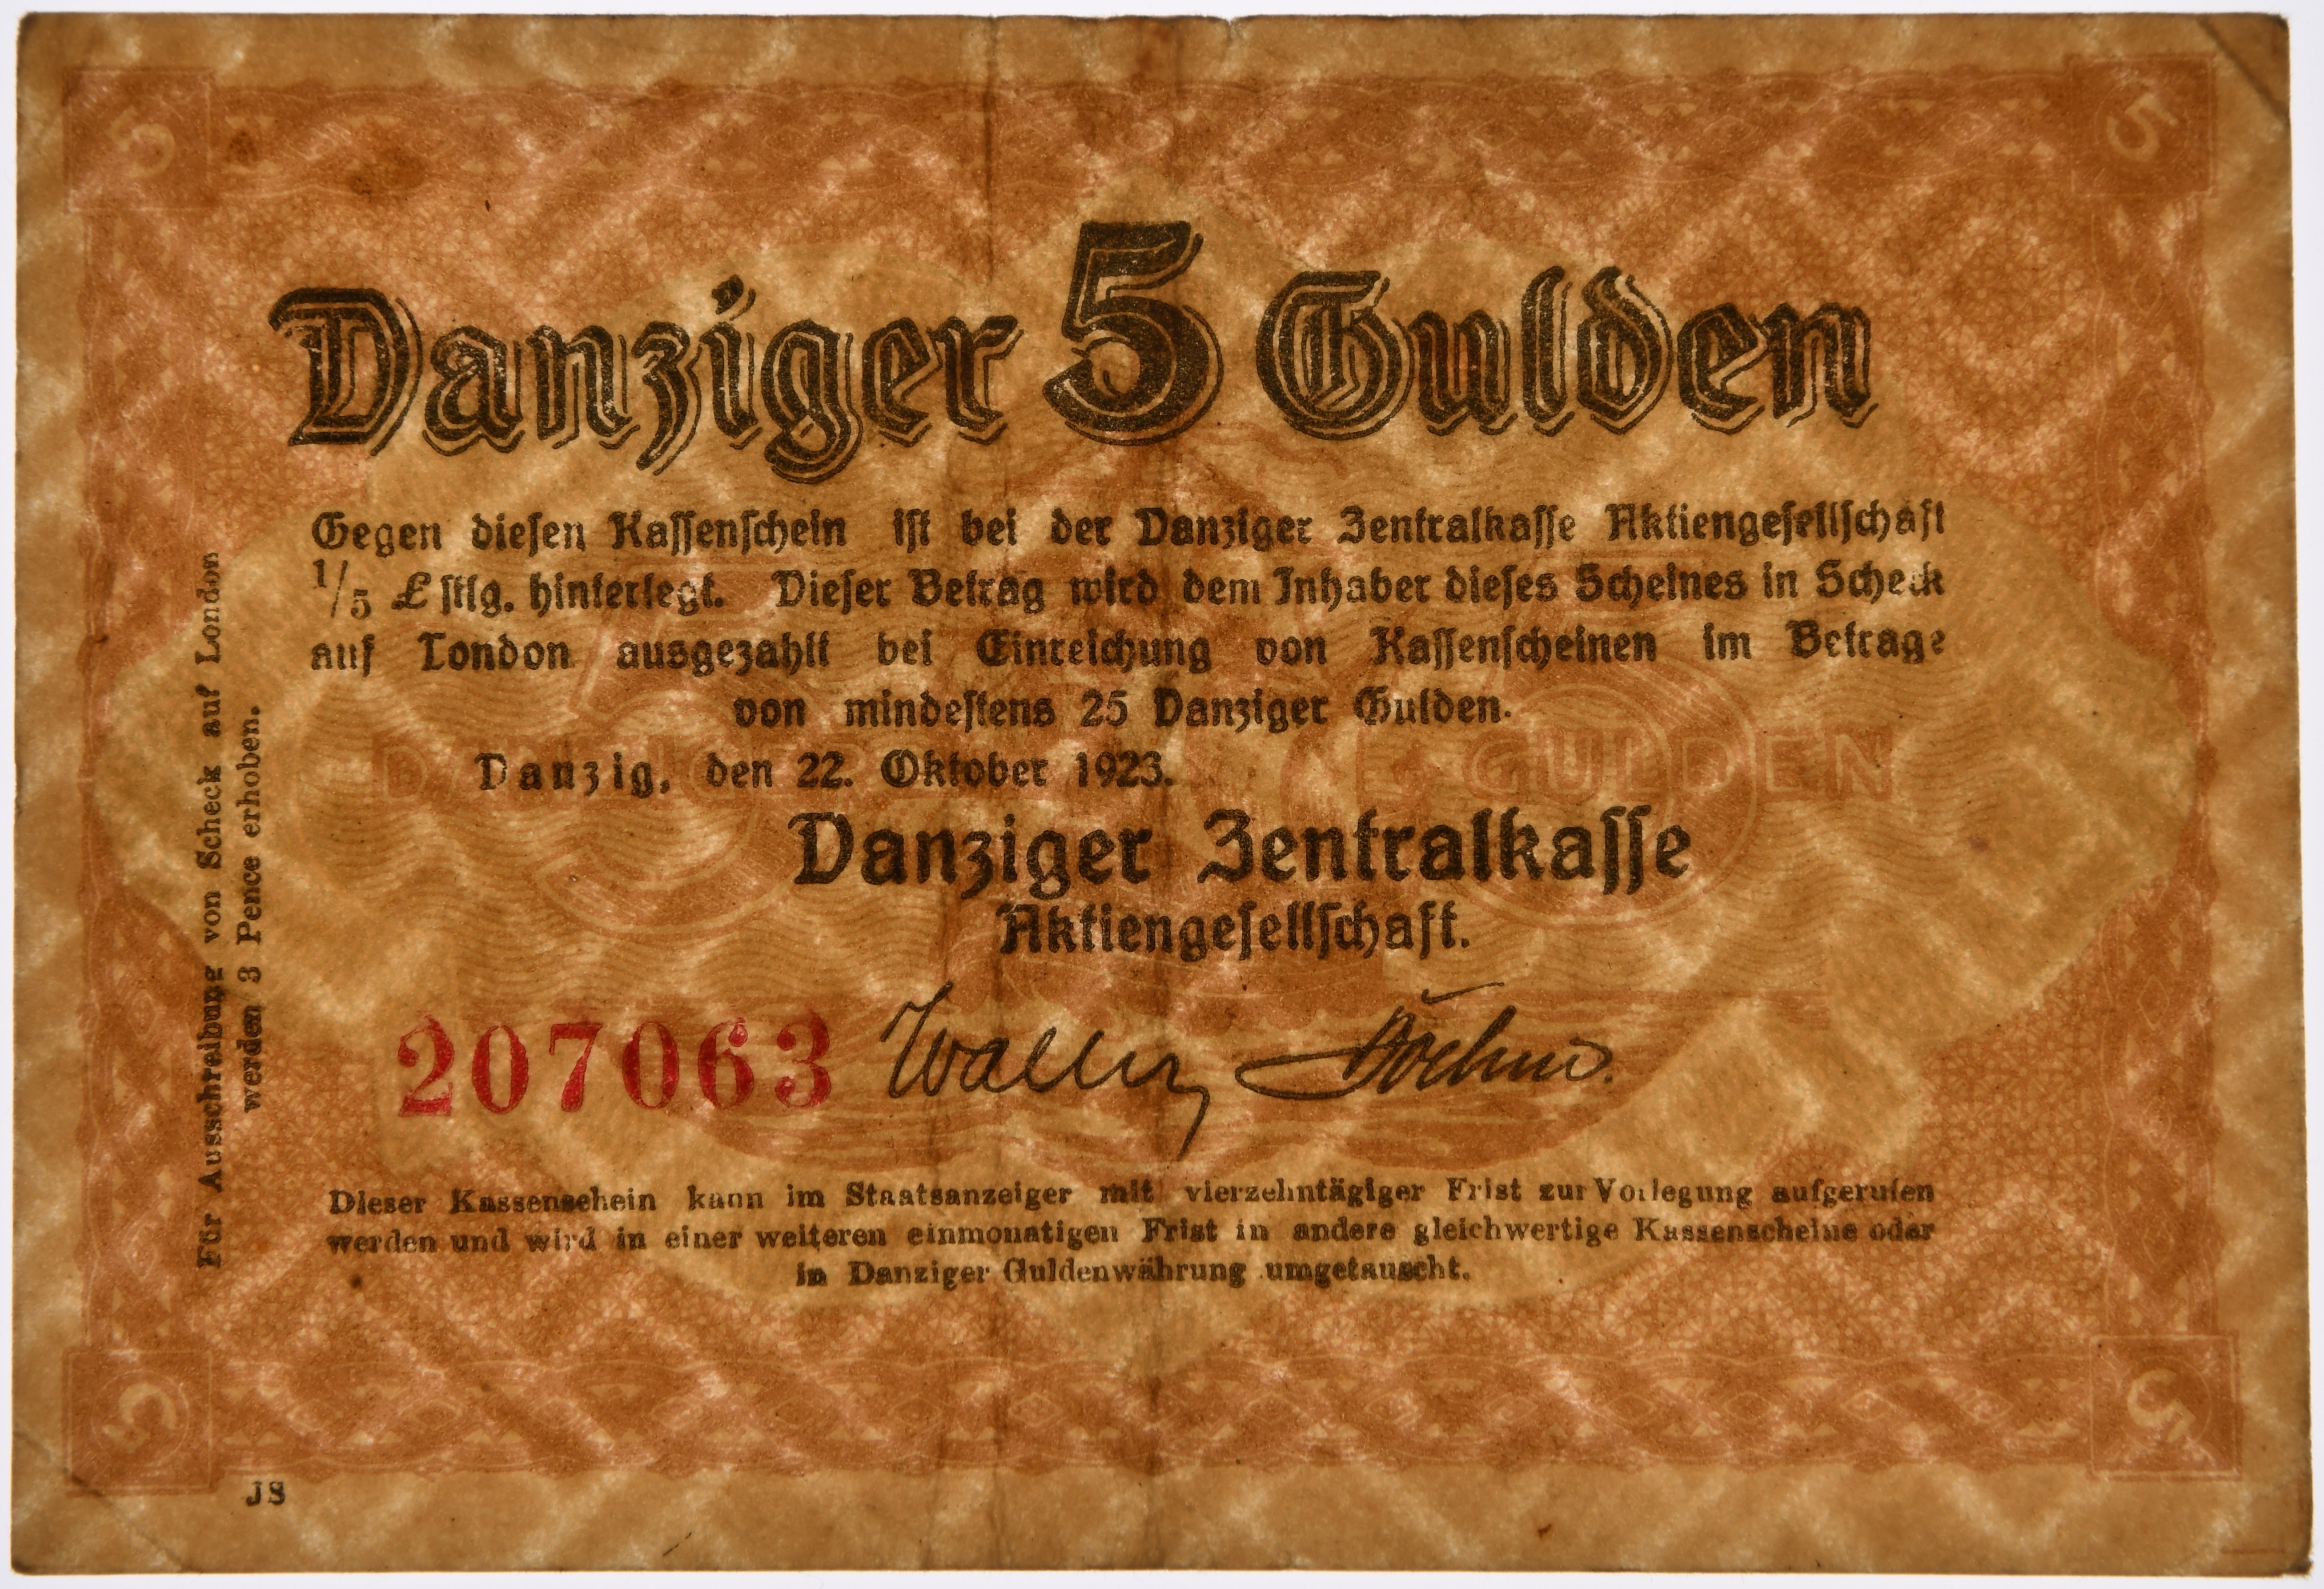 Danziger 5 Gulden
Gegen diesen Kassenschein ist bei der Danziger Zentralkasse Aktiengesellschaft
1/5 £ stlg. hinterlegt. Dieser Betrag wird dem Inhaber dieses Scheines in Scheck
auf London ausgezahlt bei Einreichung von Kassenscheinen im Betrage
von mindestens 25 Danziger Gulden.
Danzig, den 22. Oktober 1923.
Danziger Zentralkasse
Aktiengesellschaft.
207063
Dieser Kassenschein kann im Staatsanzeiger mit vierzehntägiger Frist zur Vorlegung aufgerufen
werden und wird in einer weiteren einmonatigen Frist in andere gleichwertige Kassenscheine oder
in Danziger Guldenwährung umgetauscht.
Für Ausschreibung von Scheck auf London
werden 3 Pence erhoben.
JS
5
5
5
5
DANZIGER GULDEN